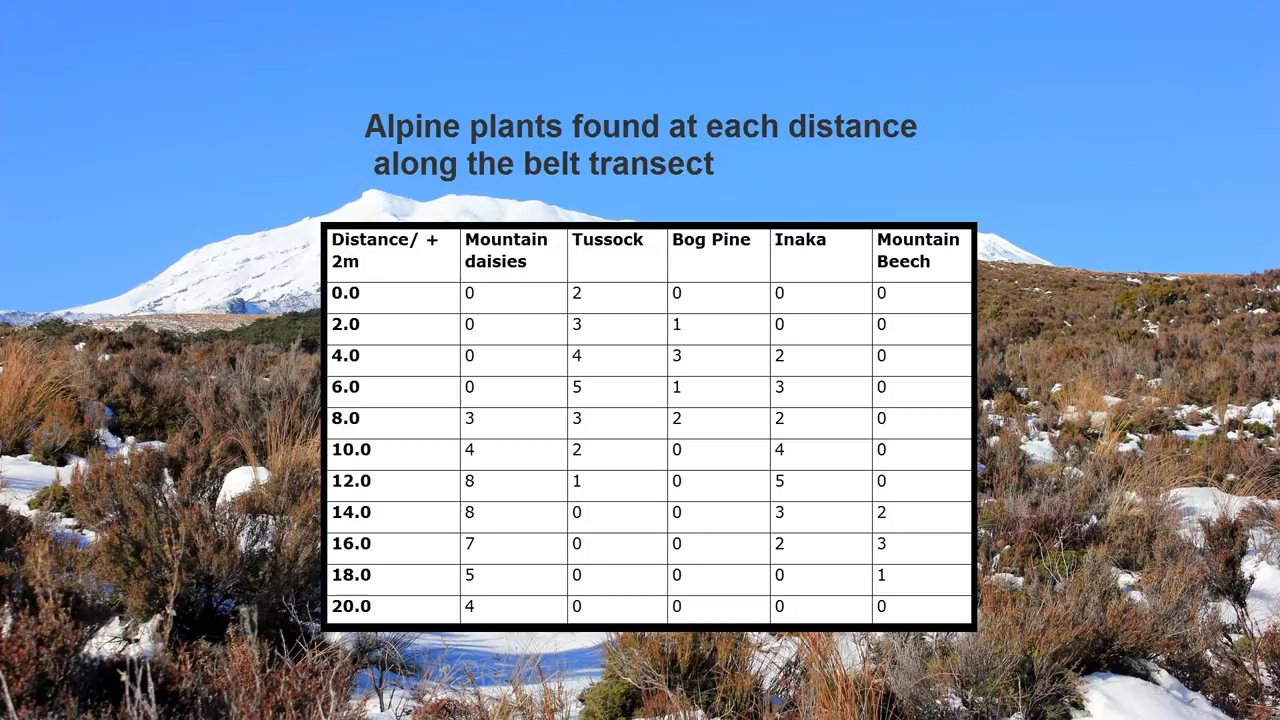 Alpine plants found at each distance
along the belt transect
Distance/ + 2m Mountain daisies Tussock Bog Pine Inaka Mountain Beech
0.0 0 2 0 0 0
2.0 0 3 1 0 0
4.0 0 4 3 2 0
6.0 0 5 1 3 0
8.0 3 3 2 2 0
10.0 4 2 0 4 0
12.0 8 1 0 5 0
14.0 8 0 0 3 2
16.0 7 0 0 2 3
18.0 5 0 0 0 1
20.0 4 0 0 0 0